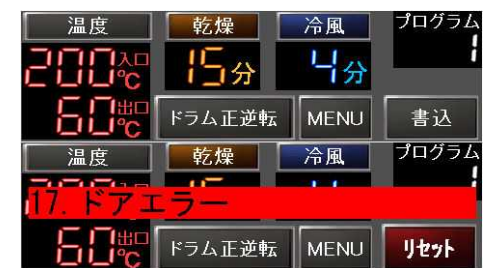 温度 乾燥 冷風 プログラム
200 入口 ℃ 15分 4分 1
60 出口 ℃ ドラム正逆転 MENU 書込
温度 乾燥 冷風 プログラム
17. ドアエラー
60 出口 ℃ ドラム正逆転 MENU リセット